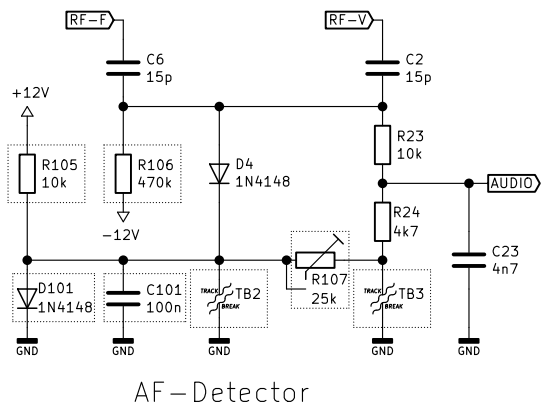 RF-F
RF-V
C6
15p
C2
15p
+12V
R105
10k
R106
470k
D4
1N4148
R23
10k
AUDIO
-12V
R24
4k7
C23
4n7
D101
1N4148
C101
100n
TRACK
BREAK
TB2
R107
25k
TRACK
BREAK
TB3
GND
GND
GND
GND
GND
AF-Detector